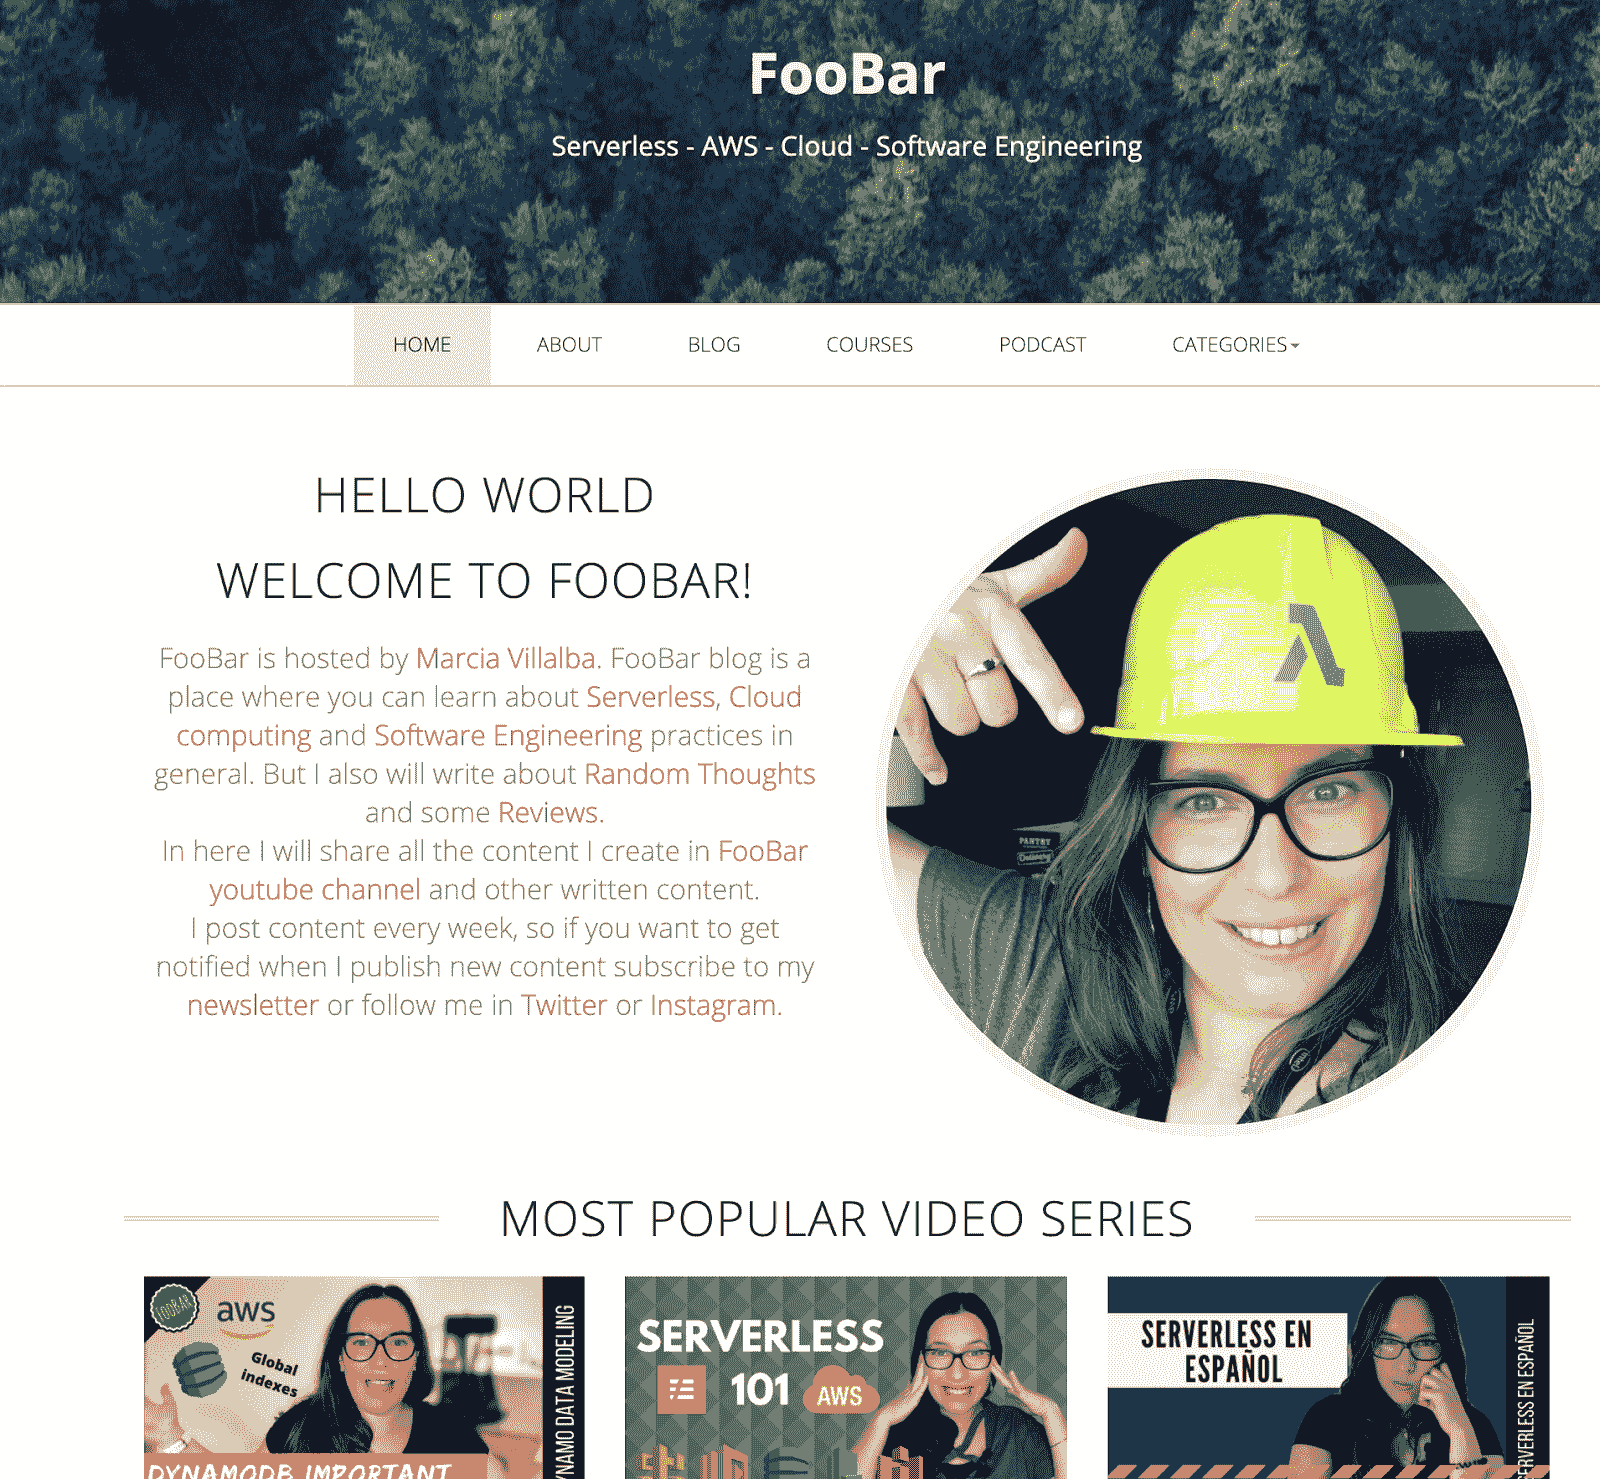 FooBar
Serverless - AWS - Cloud - Software Engineering
HOME ABOUT BLOG COURSES PODCAST CATEGORIES
HELLO WORLD
WELCOME TO FOOBAR!
FooBar is hosted by Marcia Villalba. FooBar blog is a
place where you can learn about Serverless, Cloud
computing and Software Engineering practices in
general. But I also will write about Random Thoughts
and some Reviews.
In here I will share all the content I create in FooBar
youtube channel and other written content.
I post content every week, so if you want to get
notified when I publish new content subscribe to my
newsletter or follow me in Twitter or Instagram.
PANTRY
MOST POPULAR VIDEO SERIES
FOOBAR
aws
Global
indexes
DYNAMODB IMPORTANT
DATA MODELING
SERVERLESS
101
AWS
SERVERLESS EN
ESPAÑOL
SERVERLESS EN ESPAÑOL